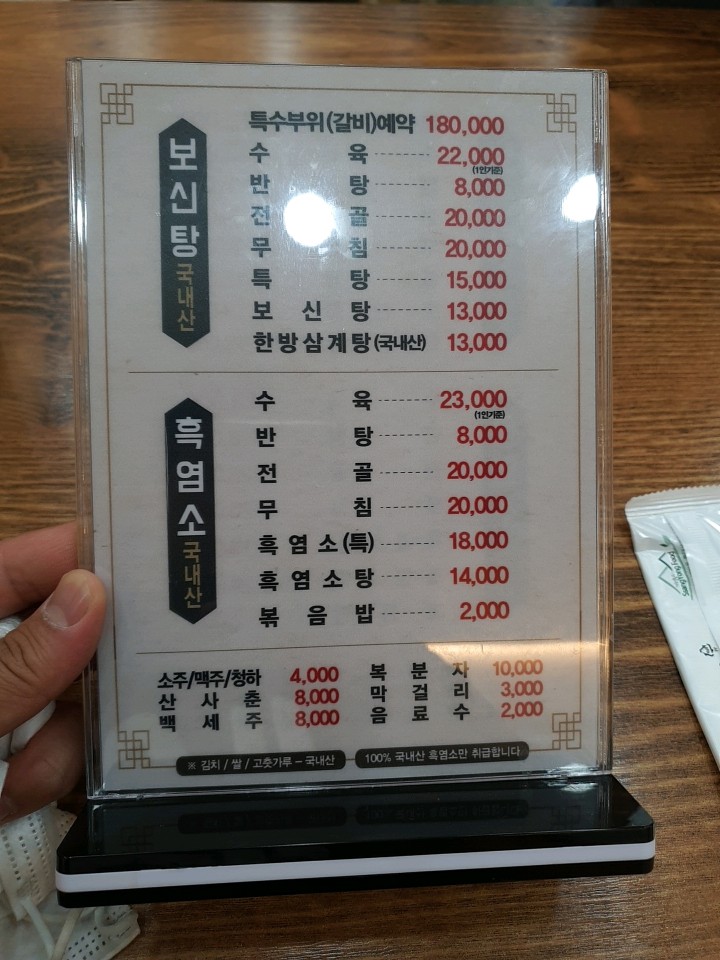 보신탕 국내산
특수부위(갈비)예약 180,000
수육 22,000
(1인기준)
반탕 8,000
전골 20,000
무침 20,000
특탕 15,000
보신탕 13,000
한방삼계탕(국내산) 13,000
흑염소 국내산
수육 23,000
(1인기준)
반탕 8,000
전골 20,000
무침 20,000
흑염소(특) 18,000
흑염소탕 14,000
볶음밥 2,000
소주/맥주/청하 4,000 복분자 10,000
산사춘 8,000 막걸리 3,000
백세주 8,000 음료수 2,000
※ 김치 / 쌀 / 고춧가루 – 국내산 100% 국내산 흑염소만 취급합니다.